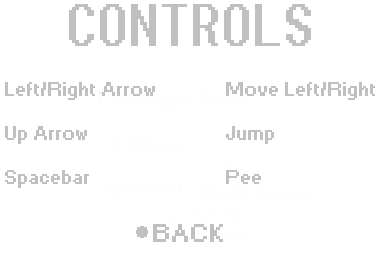 CONTROLS
Left/Right Arrow Move Left/Right
Up Arrow Jump
Spacebar Pee
●BACK